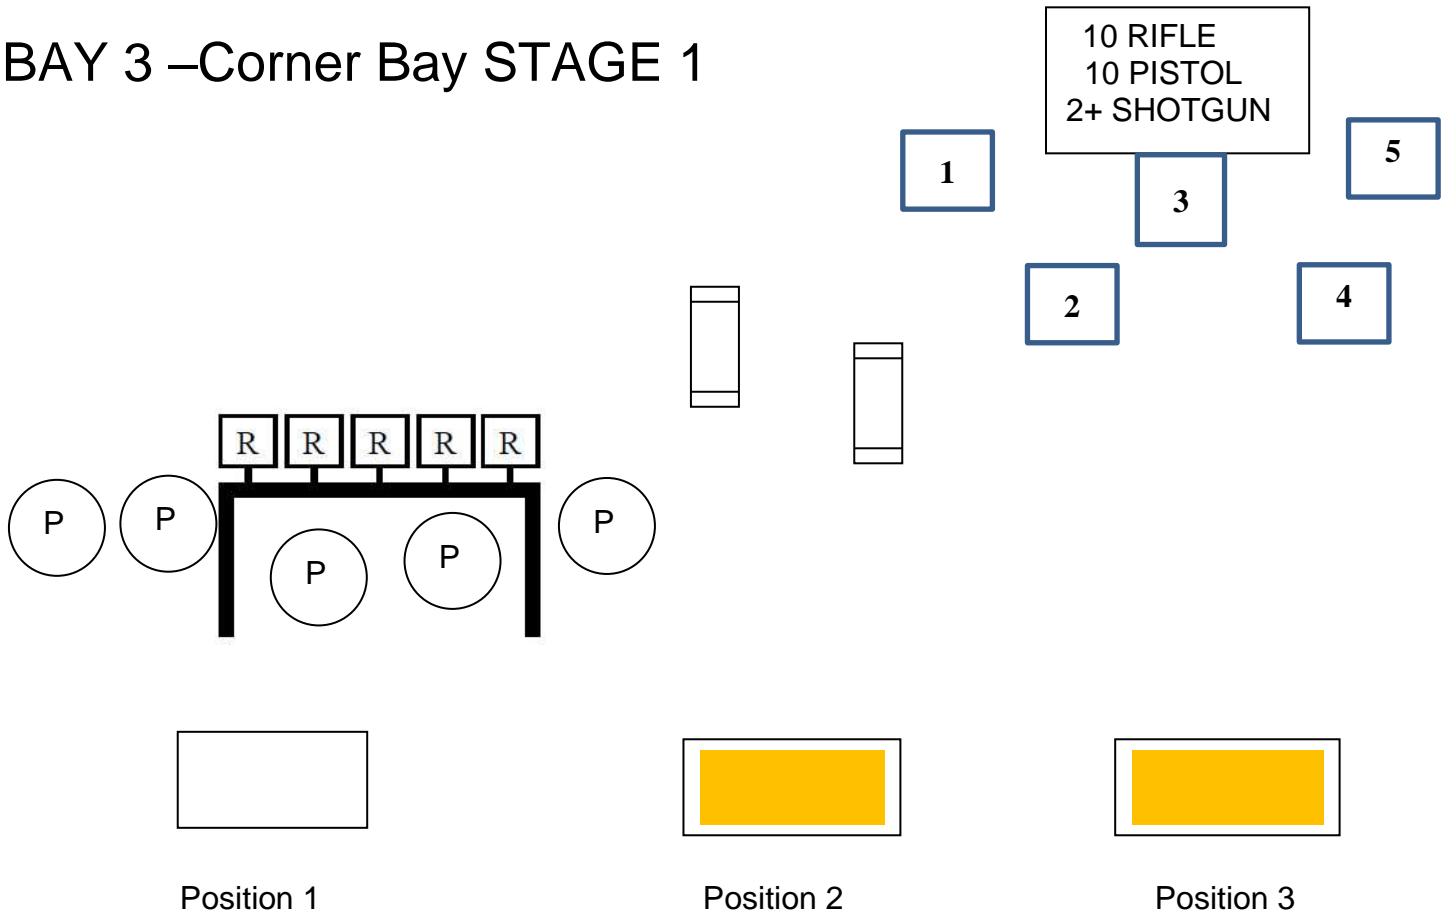 BAY 3 –Corner Bay STAGE 1
10 RIFLE
10 PISTOL
2+ SHOTGUN
1
5
3
2
4
R R R R R
P P P P P
Position 1
Position 2
Position 3